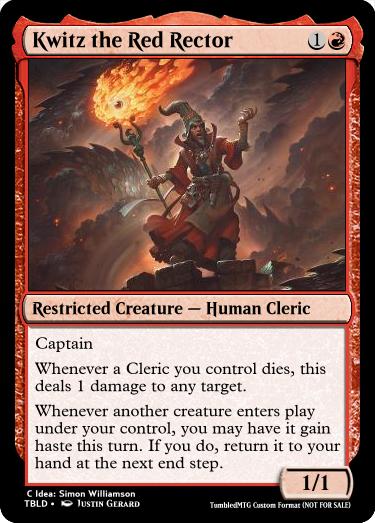 Kwitz the Red Rector 1
Restricted Creature — Human Cleric
Captain
Whenever a Cleric you control dies, this
deals 1 damage to any target.
Whenever another creature enters play
under your control, you may have it gain
haste this turn. If you do, return it to your
hand at the next end step.
1/1
C Idea: Simon Williamson
TBLD • Justin Gerard
TumbledMTG Custom Format (NOT FOR SALE)